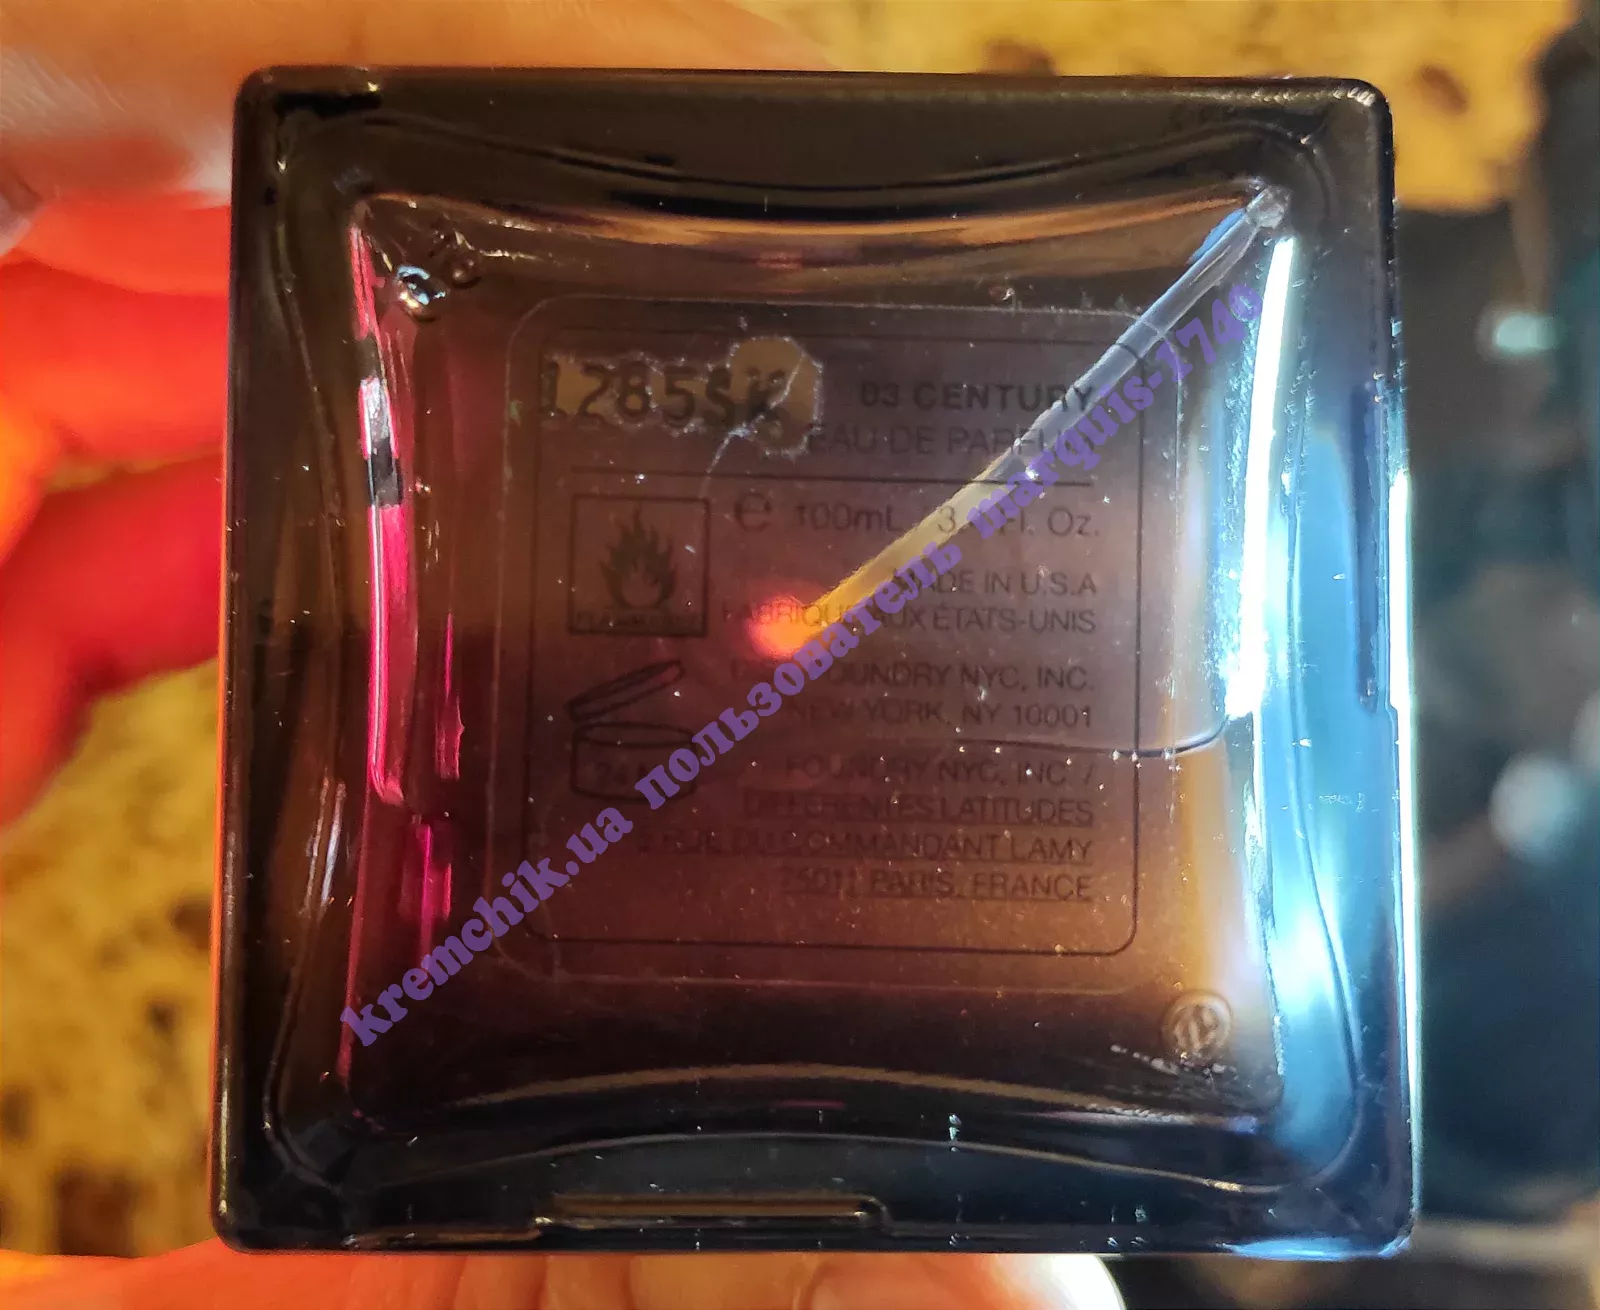 1285SK
03 CENTURY
EAU DE PARFUM
e 100mL / 3 Fl. Oz.
MADE IN U.S.A
FABRIQUÉ AUX ÉTATS-UNIS
FOUNDRY NYC, INC.
NEW YORK, NY 10001
24M
FOUNDRY NYC, INC. /
DIFFERENTES LATITUDES
RUE DU COMMANDANT LAMY
75011 PARIS, FRANCE
kremchik.ua пользователь marquis-1749